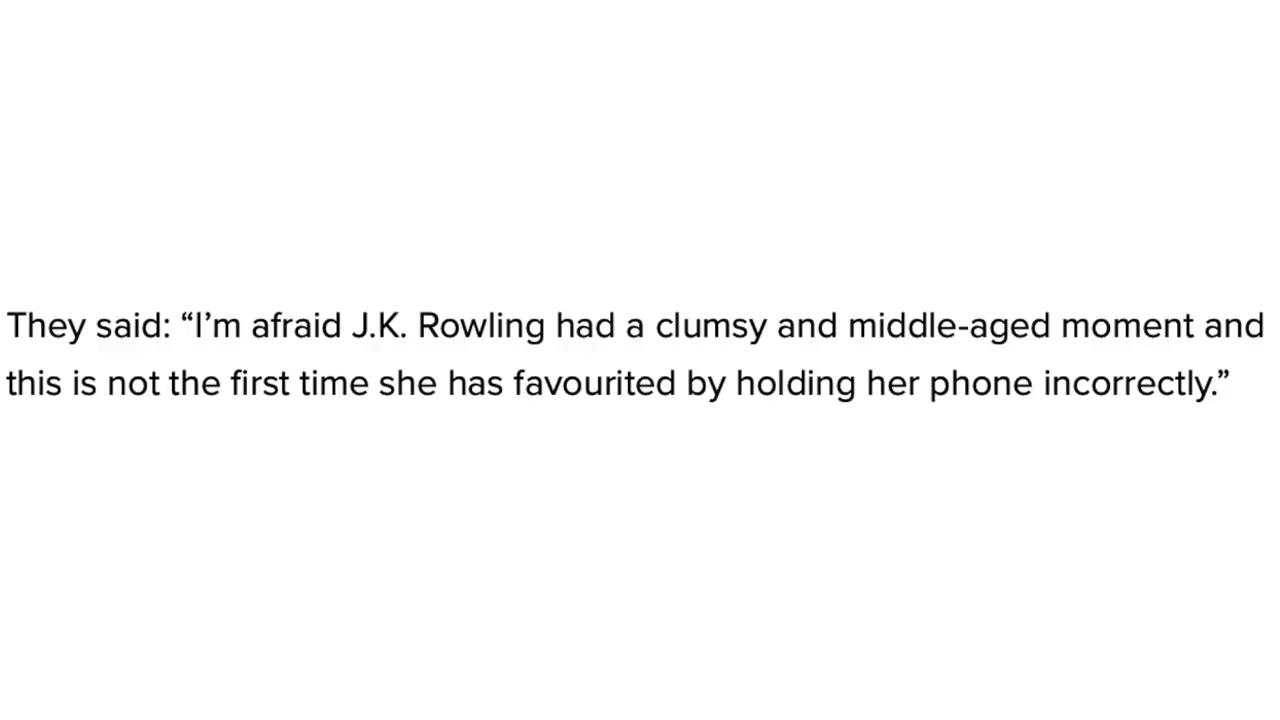 They said: “I’m afraid J.K. Rowling had a clumsy and middle-aged moment and
this is not the first time she has favourited by holding her phone incorrectly.”